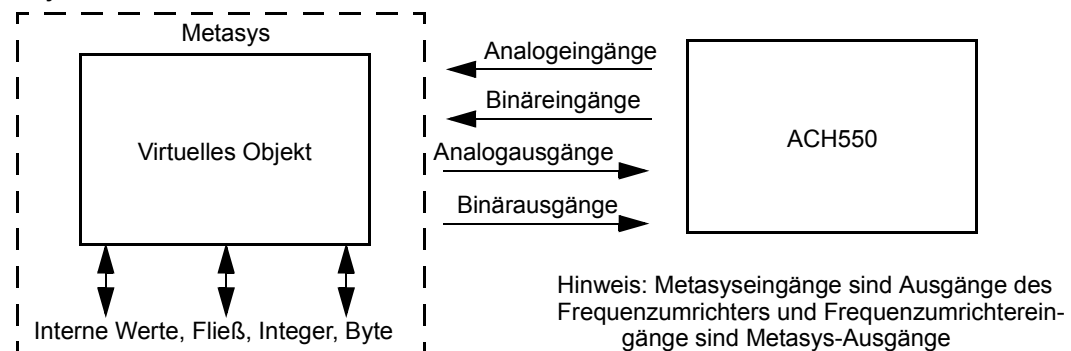 Metasys
Virtuelles Objekt
Analogeingänge
Binäreingänge
Analogausgänge
Binärausgänge
ACH550
Interne Werte, Fließ, Integer, Byte
Hinweis: Metasyseingänge sind Ausgänge des
Frequenzumrichters und Frequenzumrichterein-
gänge sind Metasys-Ausgänge